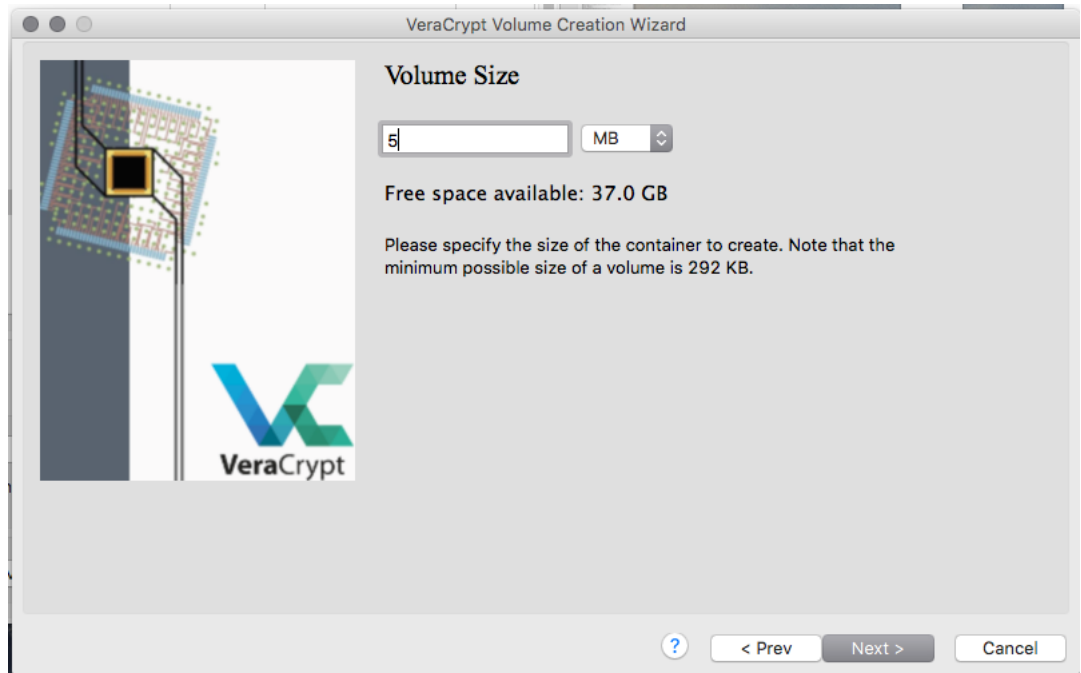 VeraCrypt Volume Creation Wizard
Volume Size
5
MB
Free space available: 37.0 GB
Please specify the size of the container to create. Note that the
minimum possible size of a volume is 292 KB.
VeraCrypt
?
< Prev
Next >
Cancel